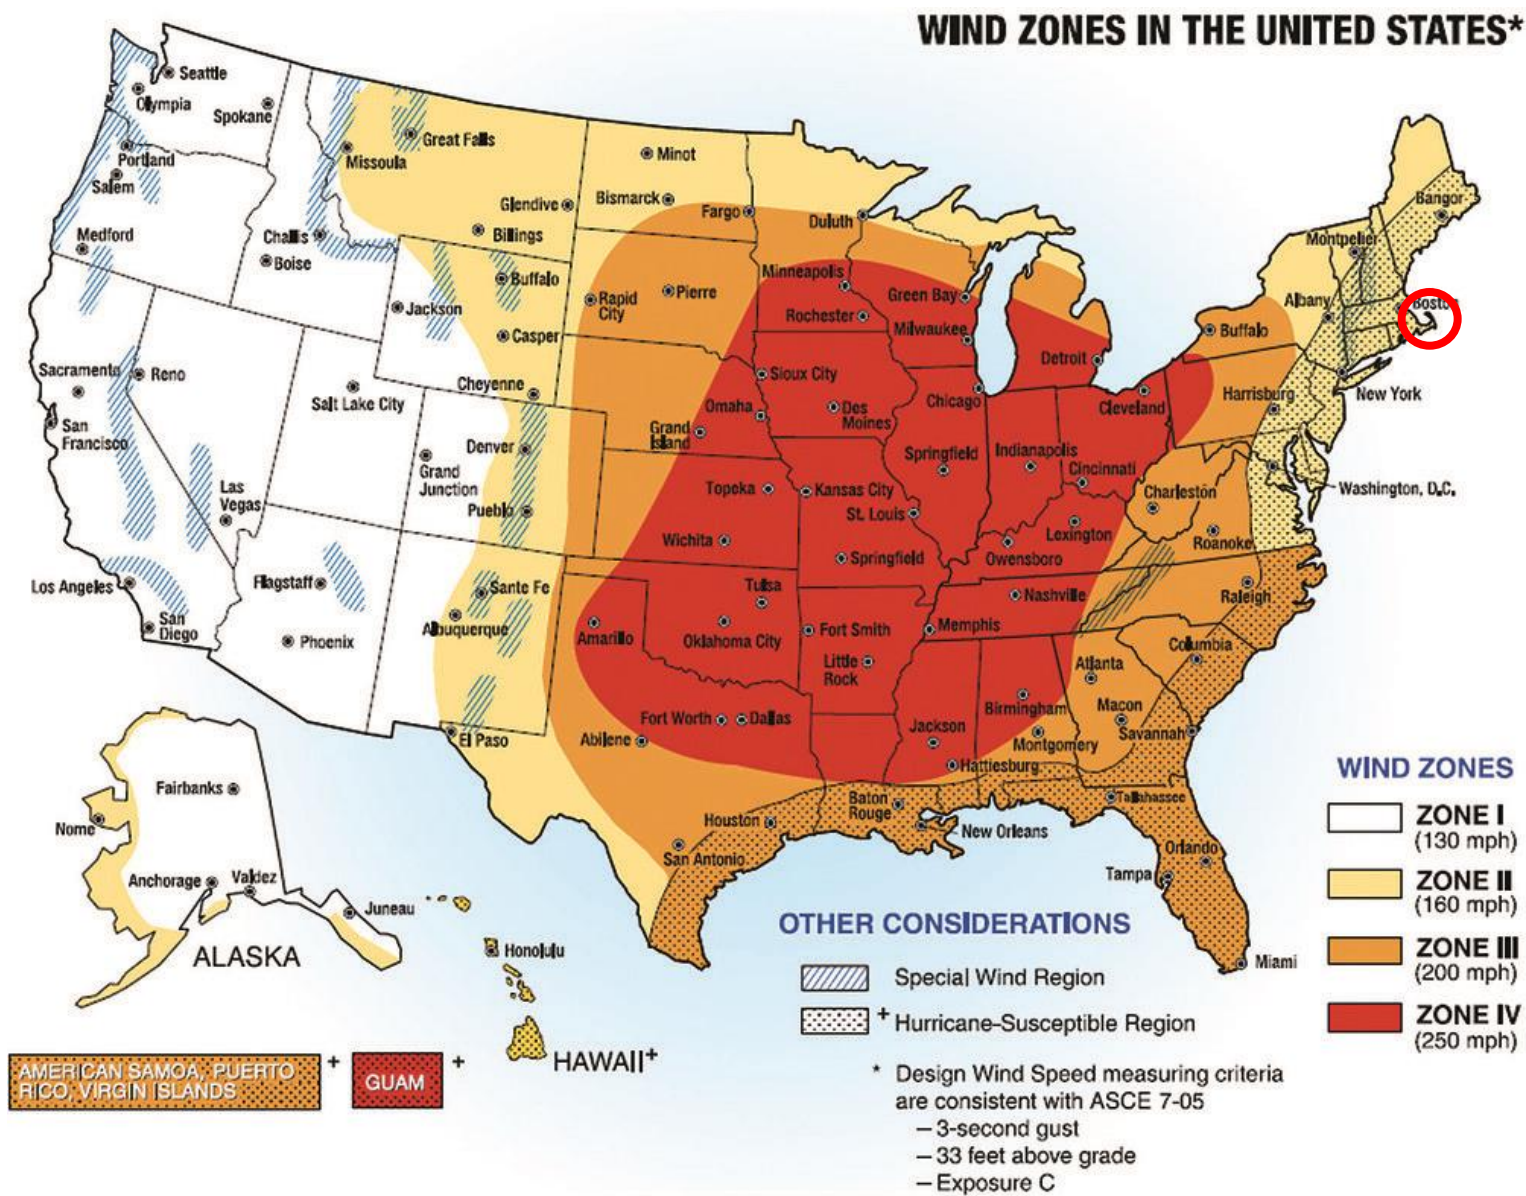 WIND ZONES IN THE UNITED STATES*
Seattle
Olympia
Spokane
Portland
Salem
Medford
Missoula
Great Falls
Glendive
Billings
Challis
Boise
Jackson
Buffalo
Casper
Cheyenne
Minot
Bismarck
Fargo
Duluth
Rapid
City
Pierre
Minneapolis
Rochester
Green Bay
Milwaukee
Detroit
Bangor
Montpelier
Albany
Buffalo
New York
Harrisburg
Washington, D.C.
Sacramento
Reno
San
Francisco
Salt Lake City
Las
Vegas
Los Angeles
San
Diego
Flagstaff
Phoenix
Denver
Grand
Junction
Pueblo
Sante Fe
Albuquerque
El Paso
Sioux City
Omaha
Des
Moines
Grand
Island
Chicago
Cleveland
Springfield
Indianapolis
Cincinnati
Topeka
Kansas City
St. Louis
Wichita
Springfield
Owensboro
Lexington
Charleston
Roanoke
Raleigh
Tulsa
Amarillo
Oklahoma City
Fort Smith
Little
Rock
Memphis
Nashville
Columbia
Atlanta
Macon
Savannah
Birmingham
Montgomery
Jackson
Hattiesburg
Fort Worth
Dallas
Abilene
Houston
San Antonio
Baton
Rouge
New Orleans
Tallahassee
Orlando
Tampa
Miami
Fairbanks
Nome
Anchorage
Valdez
Juneau
ALASKA
Honolulu
HAWAII+
AMERICAN SAMOA, PUERTO
RICO, VIRGIN ISLANDS
+
GUAM
+
WIND ZONES
ZONE I
(130 mph)
ZONE II
(160 mph)
ZONE III
(200 mph)
ZONE IV
(250 mph)
OTHER CONSIDERATIONS
Special Wind Region
+ Hurricane-Susceptible Region
* Design Wind Speed measuring criteria
are consistent with ASCE 7-05
– 3-second gust
– 33 feet above grade
– Exposure C